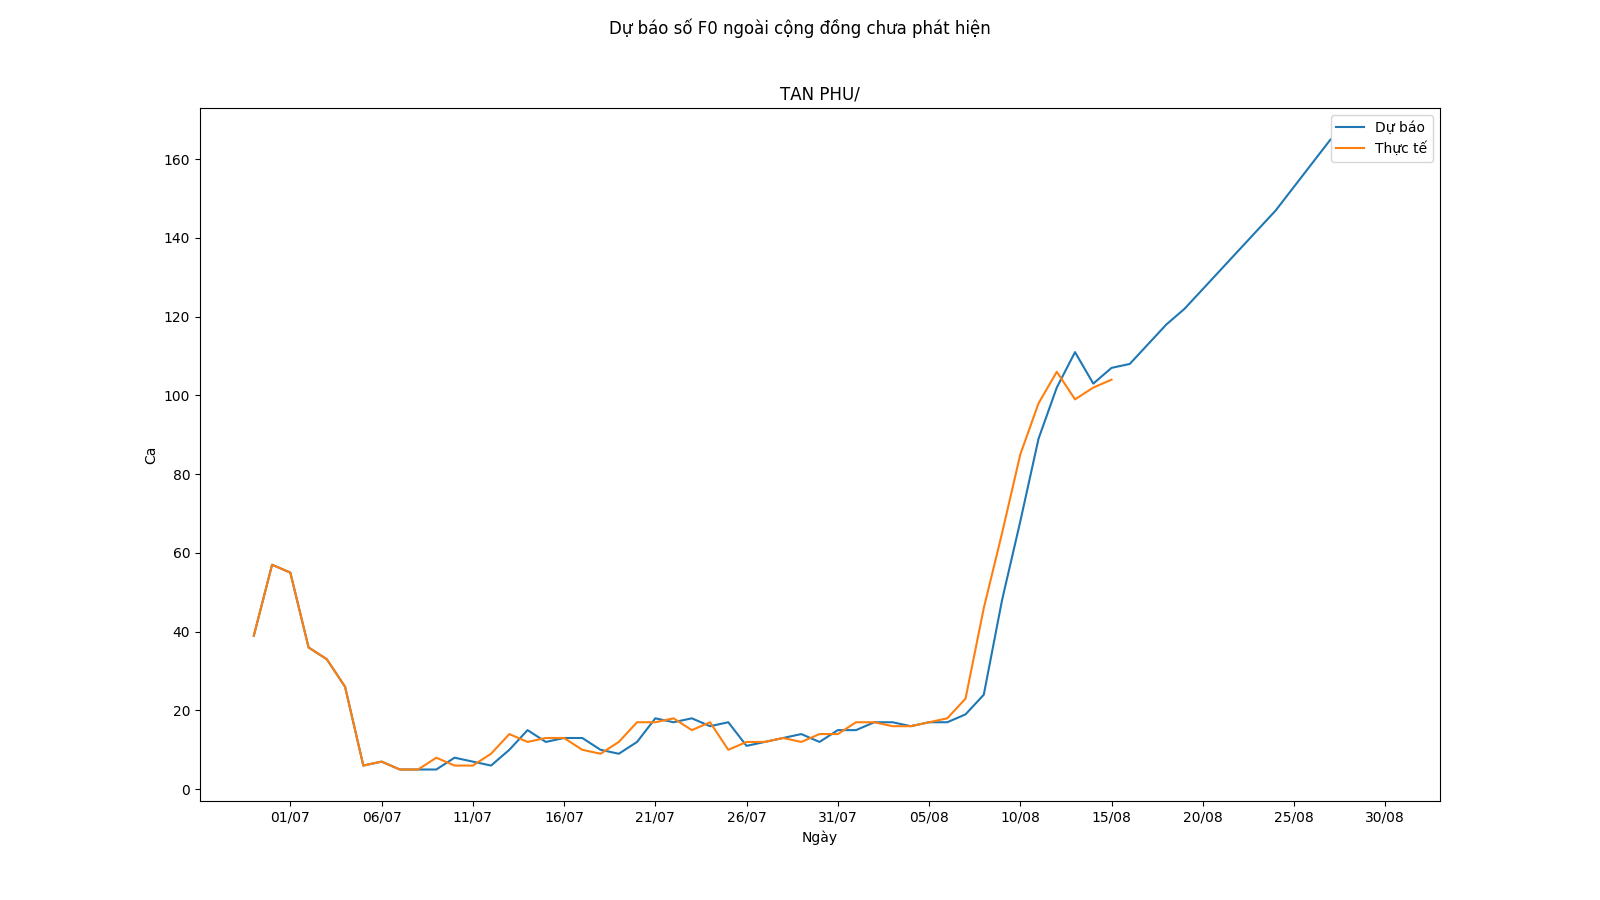 Dự báo số F0 ngoài cộng đồng chưa phát hiện
TAN PHU/
Dự báo
Thực tế
160
140
120
100
80
60
40
20
0
Ca
01/07 06/07 11/07 16/07 21/07 26/07 31/07 05/08 10/08 15/08 20/08 25/08 30/08
Ngày